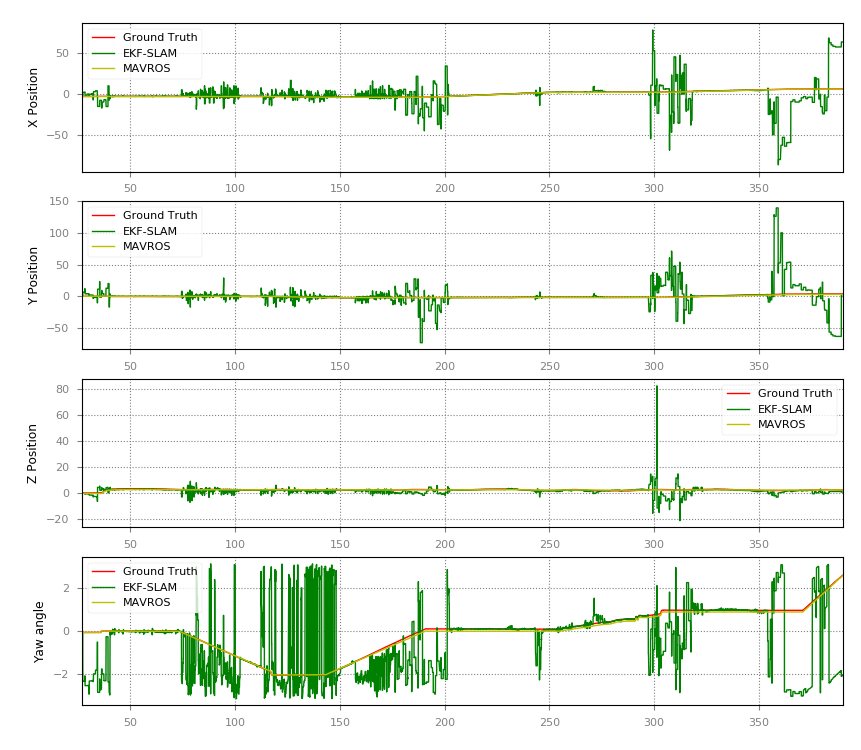 Ground Truth
EKF-SLAM
MAVROS
X Position
50
0
−50
50 100 150 200 250 300 350
Ground Truth
EKF-SLAM
MAVROS
Y Position
150
100
50
0
−50
50 100 150 200 250 300 350
Ground Truth
EKF-SLAM
MAVROS
Z Position
80
60
40
20
0
−20
50 100 150 200 250 300 350
Ground Truth
EKF-SLAM
MAVROS
Yaw angle
2
0
−2
50 100 150 200 250 300 350